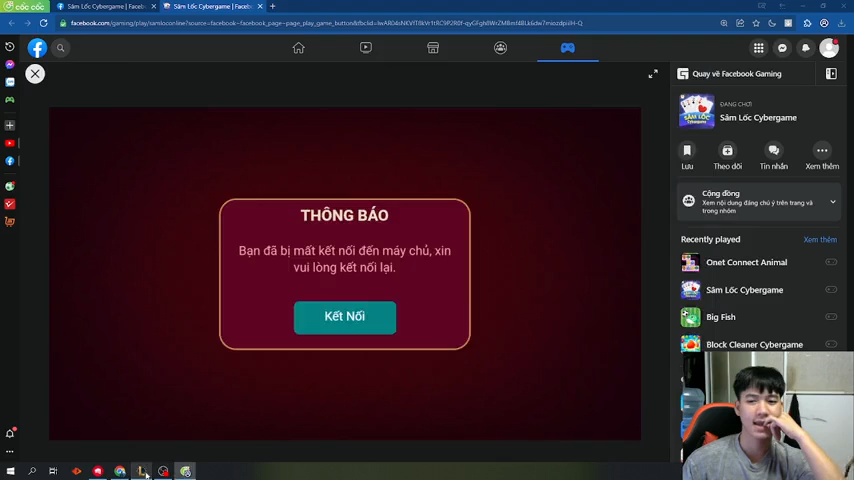 cốc cốc
Sâm Lốc Cybergame | Faceb
Sâm Lốc Cybergame | Faceb
Quay về Facebook Gaming
ĐANG CHƠI
Sâm Lốc Cybergame
Lưu
Theo dõi
Tin nhắn
Xem thêm
Cộng đồng
Xem nội dung đáng chú ý trên trang và
trong nhóm
Recently played
Xem thêm
Onet Connect Animal
Sâm Lốc Cybergame
Big Fish
Block Cleaner Cybergame
THÔNG BÁO
Bạn đã bị mất kết nối đến máy chủ, xin
vui lòng kết nối lại.
Kết Nối